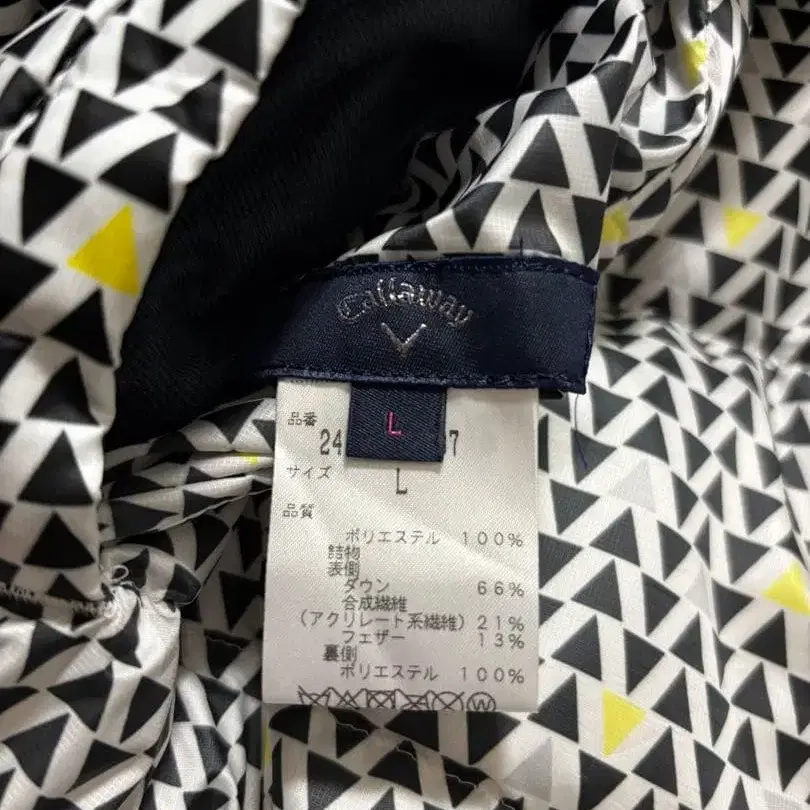 Callaway
L
品番
24 7
サイズ
L
品質
ポリエステル 100%
詰物
表側
ダウン 66%
合成繊維
(アクリレート系繊維) 21%
フェザー 13%
裏側
ポリエステル 100%
W